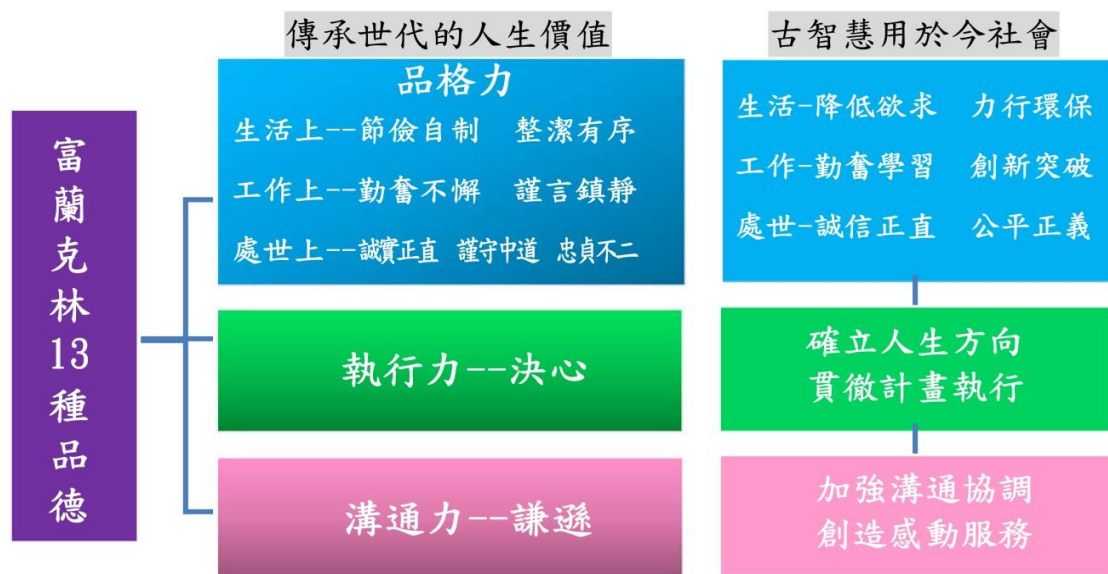 富蘭克林13種品德
傳承世代的人生價值
品格力
生活上--節儉自制 整潔有序
工作上--勤奮不懈 謹言鎮靜
處世上--誠實正直 謹守中道 忠貞不二
執行力--決心
溝通力--謙遜
古智慧用於今社會
生活-降低欲求 力行環保
工作-勤奮學習 創新突破
處世-誠信正直 公平正義
確立人生方向
貫徹計畫執行
加強溝通協調
創造感動服務